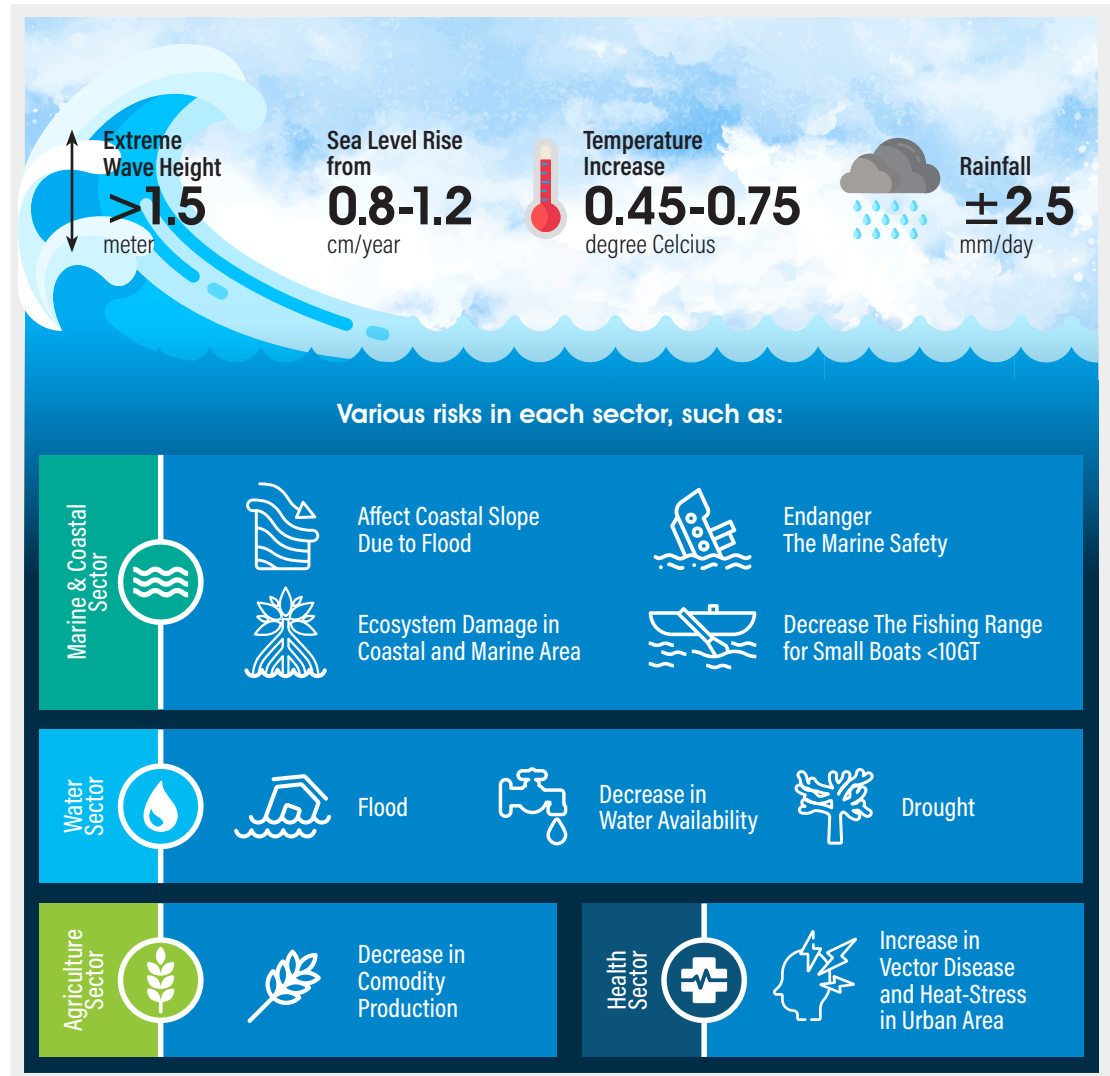 Extreme
Wave Height
>1.5
meter
Sea Level Rise
from
0.8-1.2
cm/year
Temperature
Increase
0.45-0.75
degree Celcius
Rainfall
±2.5
mm/day
Various risks in each sector, such as:
Marine & Coastal
Sector
Affect Coastal Slope
Due to Flood
Endanger
The Marine Safety
Ecosystem Damage in
Coastal and Marine Area
Decrease The Fishing Range
for Small Boats <10GT
Water
Sector
Flood
Decrease in
Water Availability
Drought
Agriculture
Sector
Decrease in
Comodity
Production
Health
Sector
Increase in
Vector Disease
and Heat-Stress
in Urban Area